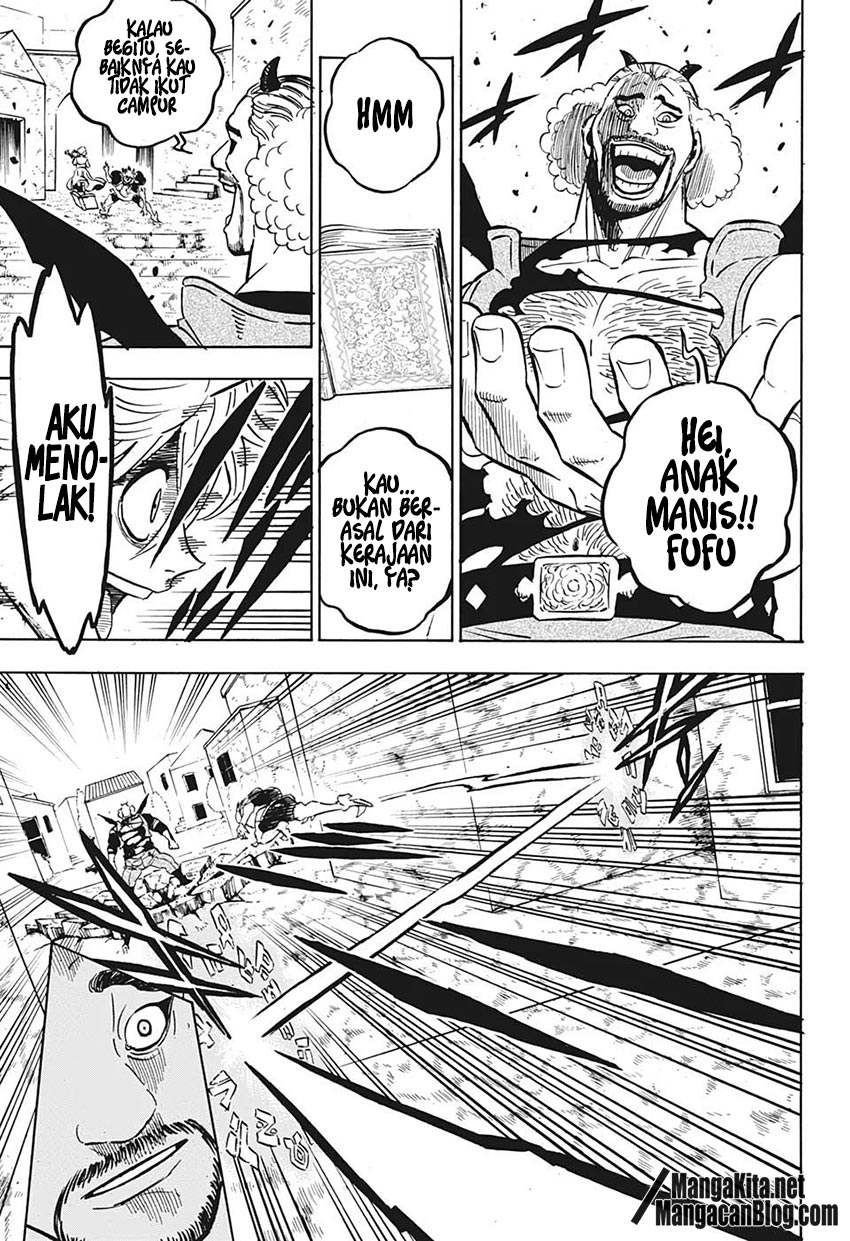 HEI,
ANAK
MANIS!!
FUFU
HMM
KAU...
BUKAN BER-
ASAL DARI
KERAJAAN
INI, YA?
KALAU
BEGITU, SE-
BAIKNYA KAU
TIDAK IKUT
CAMPUR
AKU
MENO-
LAK!
MangaKita.net
MangacanBlog.com